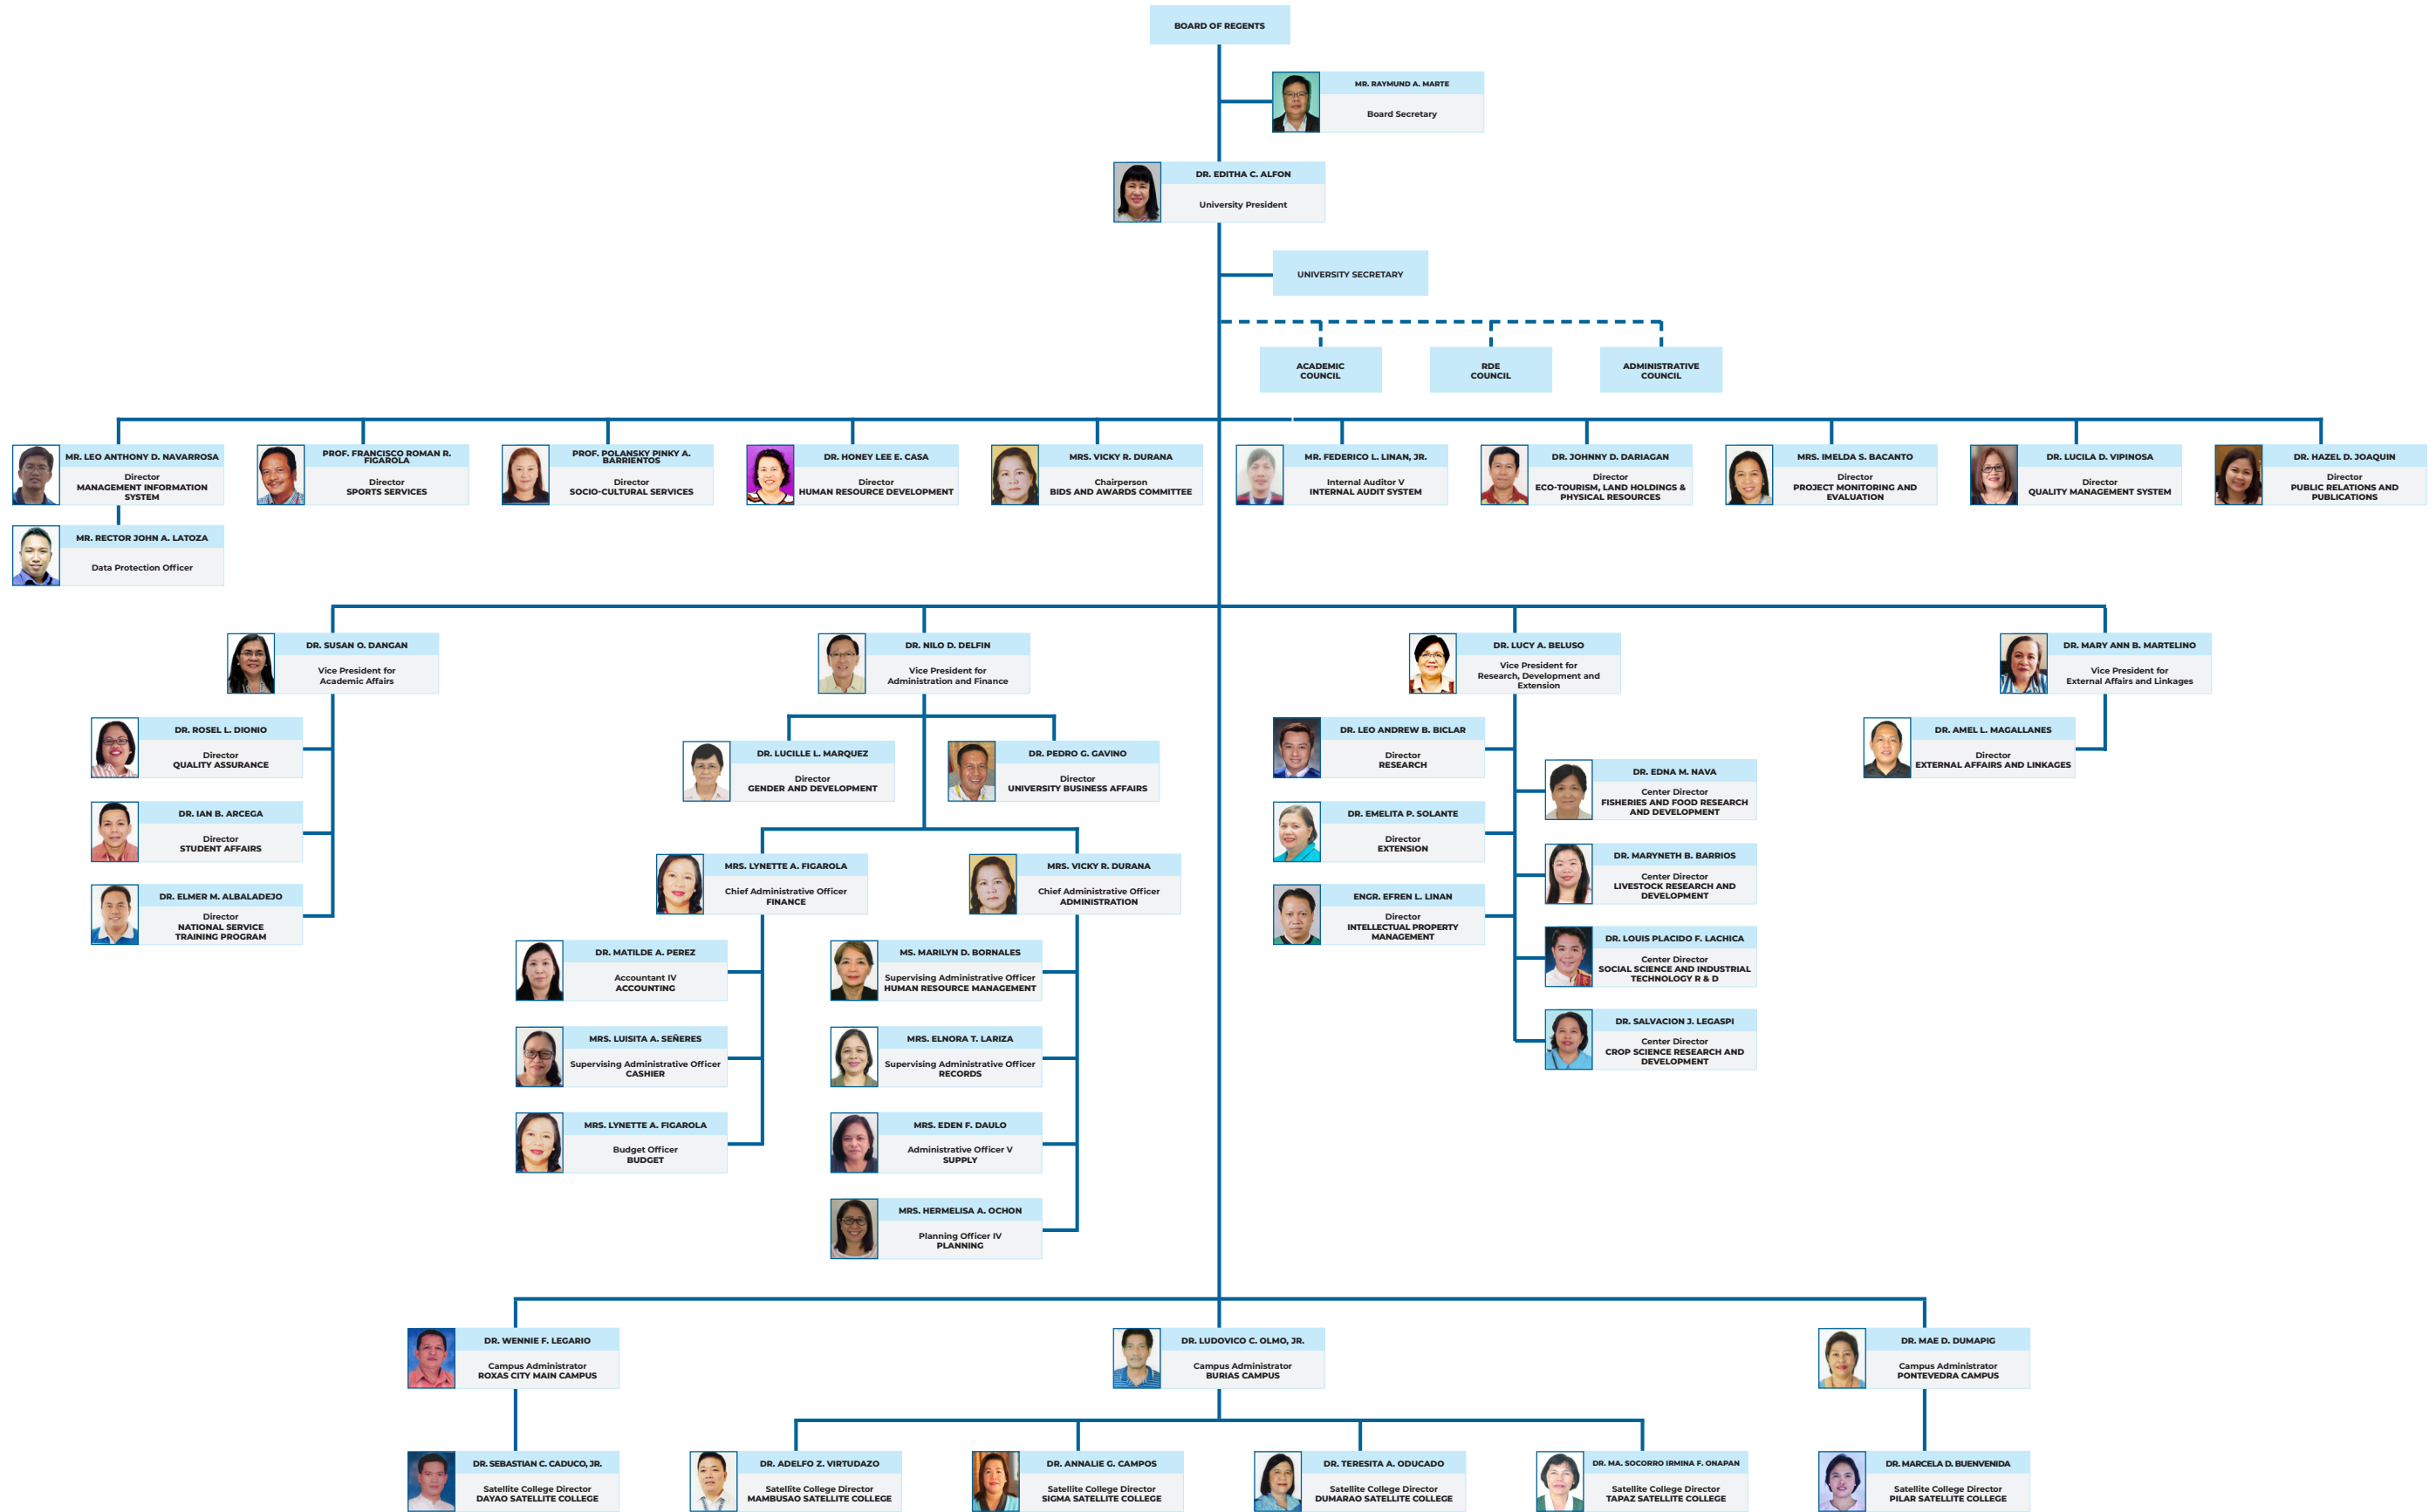 BOARD OF REGENTS
MR. RAYMUND A. MARTE
Board Secretary
DR. EDITHA C. ALFON
University President
UNIVERSITY SECRETARY
ACADEMIC
COUNCIL
RDE
COUNCIL
ADMINISTRATIVE
COUNCIL
MR. LEO ANTHONY D. NAVARROSA
Director
MANAGEMENT INFORMATION
SYSTEM
PROF. FRANCISCO ROMAN R.
FIGAROLA
Director
SPORTS SERVICES
PROF. POLANSKY PINKY A.
BARRIENTOS
Director
SOCIO-CULTURAL SERVICES
DR. HONEY LEE E. CASA
Director
HUMAN RESOURCE DEVELOPMENT
MRS. VICKY R. DURANA
Chairperson
BIDS AND AWARDS COMMITTEE
MR. FEDERICO L. LINAN, JR.
Internal Auditor V
INTERNAL AUDIT SYSTEM
DR. JOHNNY D. DARIAGAN
Director
ECO-TOURISM, LAND HOLDINGS &
PHYSICAL RESOURCES
MRS. IMELDA S. BACANTO
Director
PROJECT MONITORING AND
EVALUATION
DR. LUCILA D. VIPINOSA
Director
QUALITY MANAGEMENT SYSTEM
DR. HAZEL D. JOAQUIN
Director
PUBLIC RELATIONS AND
PUBLICATIONS
MR. RECTOR JOHN A. LATOZA
Data Protection Officer
DR. SUSAN O. DANGAN
Vice President for
Academic Affairs
DR. NILO D. DELFIN
Vice President for
Administration and Finance
DR. LUCY A. BELUSO
Vice President for
Research, Development and
Extension
DR. MARY ANN B. MARTELINO
Vice President for
External Affairs and Linkages
DR. ROSEL L. DIONIO
Director
QUALITY ASSURANCE
DR. IAN B. ARCEGA
Director
STUDENT AFFAIRS
DR. ELMER M. ALBALADEJO
Director
NATIONAL SERVICE
TRAINING PROGRAM
DR. LUCILLE L. MARQUEZ
Director
GENDER AND DEVELOPMENT
DR. PEDRO G. GAVINO
Director
UNIVERSITY BUSINESS AFFAIRS
MRS. LYNETTE A. FIGAROLA
Chief Administrative Officer
FINANCE
MRS. VICKY R. DURANA
Chief Administrative Officer
ADMINISTRATION
DR. MATILDE A. PEREZ
Accountant IV
ACCOUNTING
MRS. LUISITA A. SEÑERES
Supervising Administrative Officer
CASHIER
MRS. LYNETTE A. FIGAROLA
Budget Officer
BUDGET
MS. MARILYN D. BORNALES
Supervising Administrative Officer
HUMAN RESOURCE MANAGEMENT
MRS. ELNORA T. LARIZA
Supervising Administrative Officer
RECORDS
MRS. EDEN F. DAULO
Administrative Officer V
SUPPLY
MRS. HERMELISA A. OCHON
Planning Officer IV
PLANNING
DR. LEO ANDREW B. BICLAR
Director
RESEARCH
DR. EMELITA P. SOLANTE
Director
EXTENSION
ENGR. EFREN L. LINAN
Director
INTELLECTUAL PROPERTY
MANAGEMENT
DR. EDNA M. NAVA
Center Director
FISHERIES AND FOOD RESEARCH
AND DEVELOPMENT
DR. MARYNETH B. BARRIOS
Center Director
LIVESTOCK RESEARCH AND
DEVELOPMENT
DR. LOUIS PLACIDO F. LACHICA
Center Director
SOCIAL SCIENCE AND INDUSTRIAL
TECHNOLOGY R & D
DR. SALVACION J. LEGASPI
Center Director
CROP SCIENCE RESEARCH AND
DEVELOPMENT
DR. AMEL L. MAGALLANES
Director
EXTERNAL AFFAIRS AND LINKAGES
DR. WENNIE F. LEGARIO
Campus Administrator
ROXAS CITY MAIN CAMPUS
DR. LUDOVICO C. OLMO, JR.
Campus Administrator
BURIAS CAMPUS
DR. MAE D. DUMAPIG
Campus Administrator
PONTEVEDRA CAMPUS
DR. SEBASTIAN C. CADUCO, JR.
Satellite College Director
DAYAO SATELLITE COLLEGE
DR. ADELFO Z. VIRTUDAZO
Satellite College Director
MAMBUSAO SATELLITE COLLEGE
DR. ANNALIE G. CAMPOS
Satellite College Director
SIGMA SATELLITE COLLEGE
DR. TERESITA A. ODUCADO
Satellite College Director
DUMARAO SATELLITE COLLEGE
DR. MA. SOCORRO IRMINA F. ONAPAN
Satellite College Director
TAPAZ SATELLITE COLLEGE
DR. MARCELA D. BUENVENIDA
Satellite College Director
PILAR SATELLITE COLLEGE